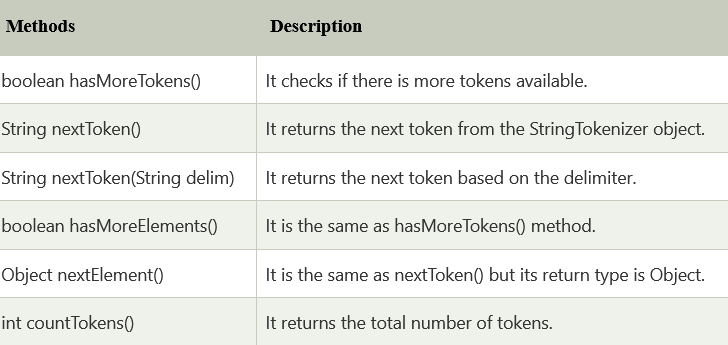 Methods Description
boolean hasMoreTokens() It checks if there is more tokens available.
String nextToken() It returns the next token from the StringTokenizer object.
String nextToken(String delim) It returns the next token based on the delimiter.
boolean hasMoreElements() It is the same as hasMoreTokens() method.
Object nextElement() It is the same as nextToken() but its return type is Object.
int countTokens() It returns the total number of tokens.